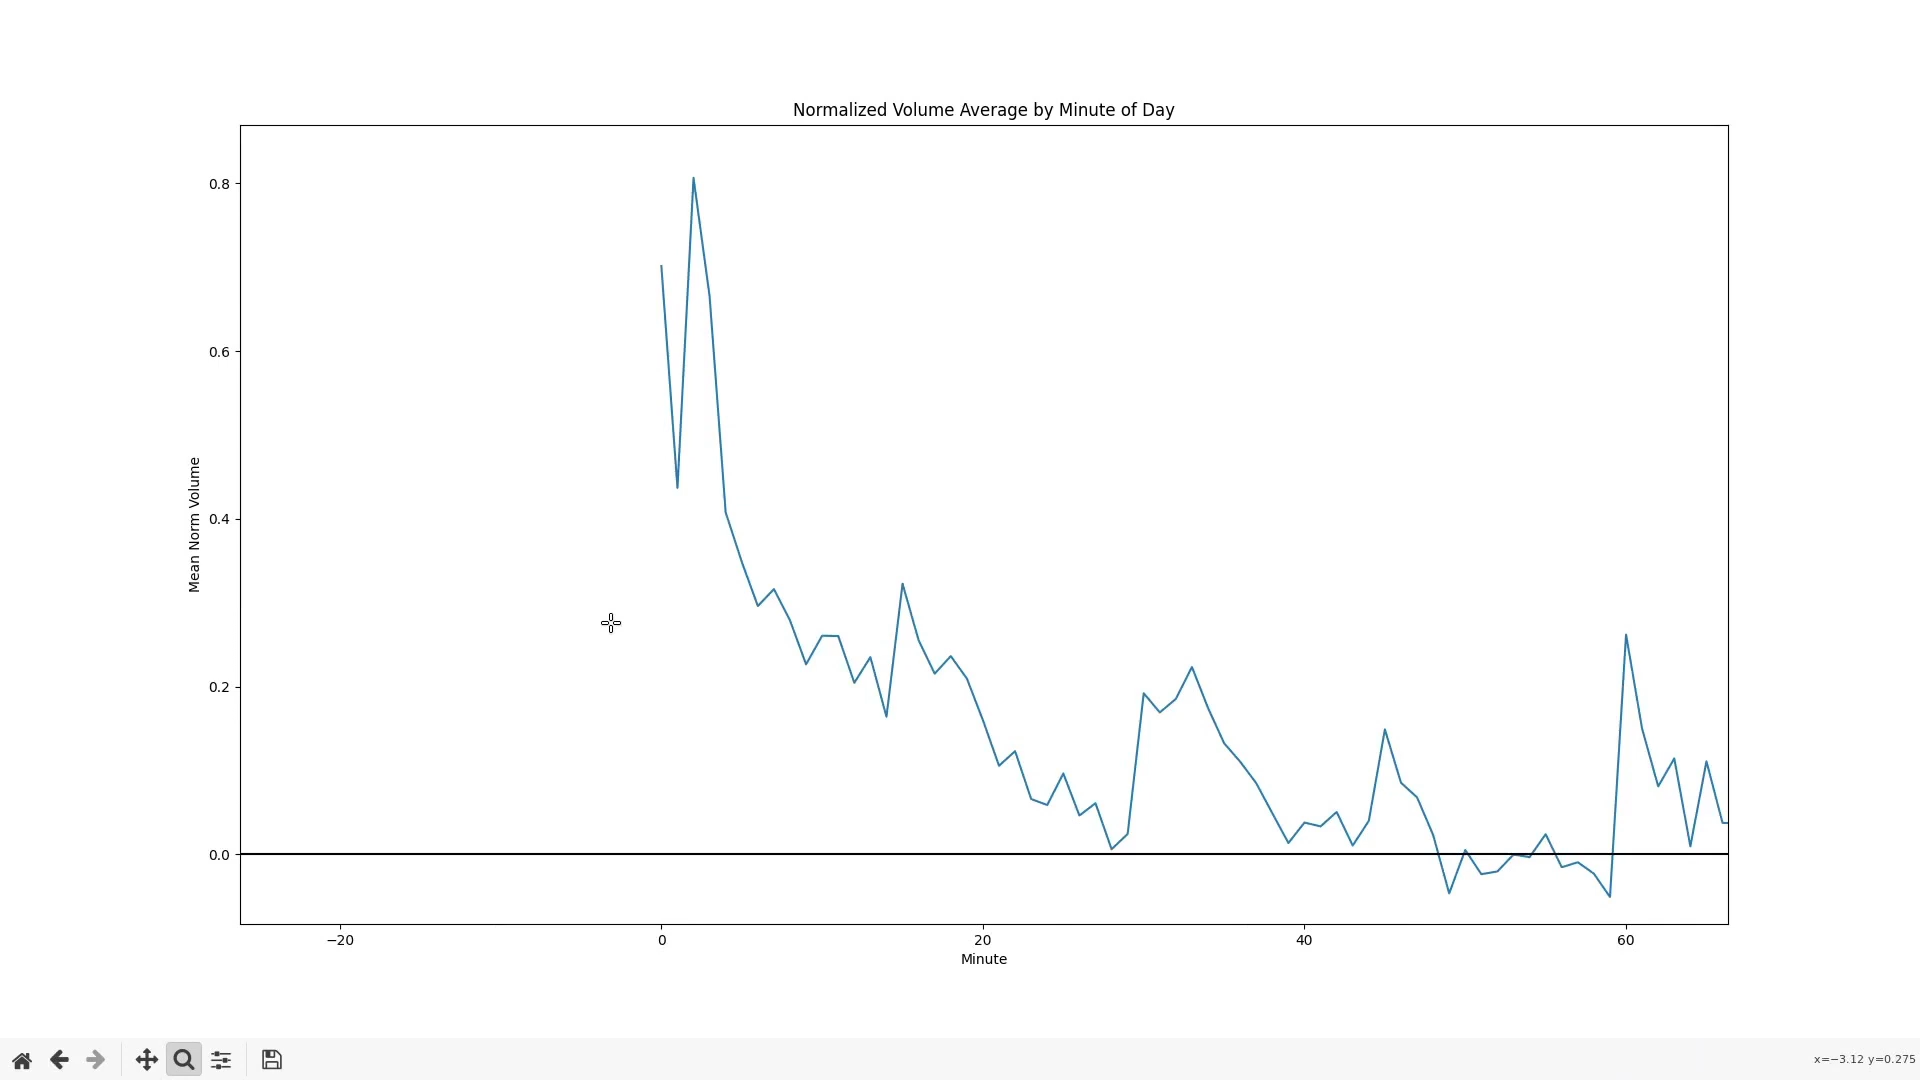 Normalized Volume Average by Minute of Day
0.8
0.6
0.4
0.2
0.0
Mean Norm Volume
−20
0
20
40
60
Minute
x=−3.12 y=0.275